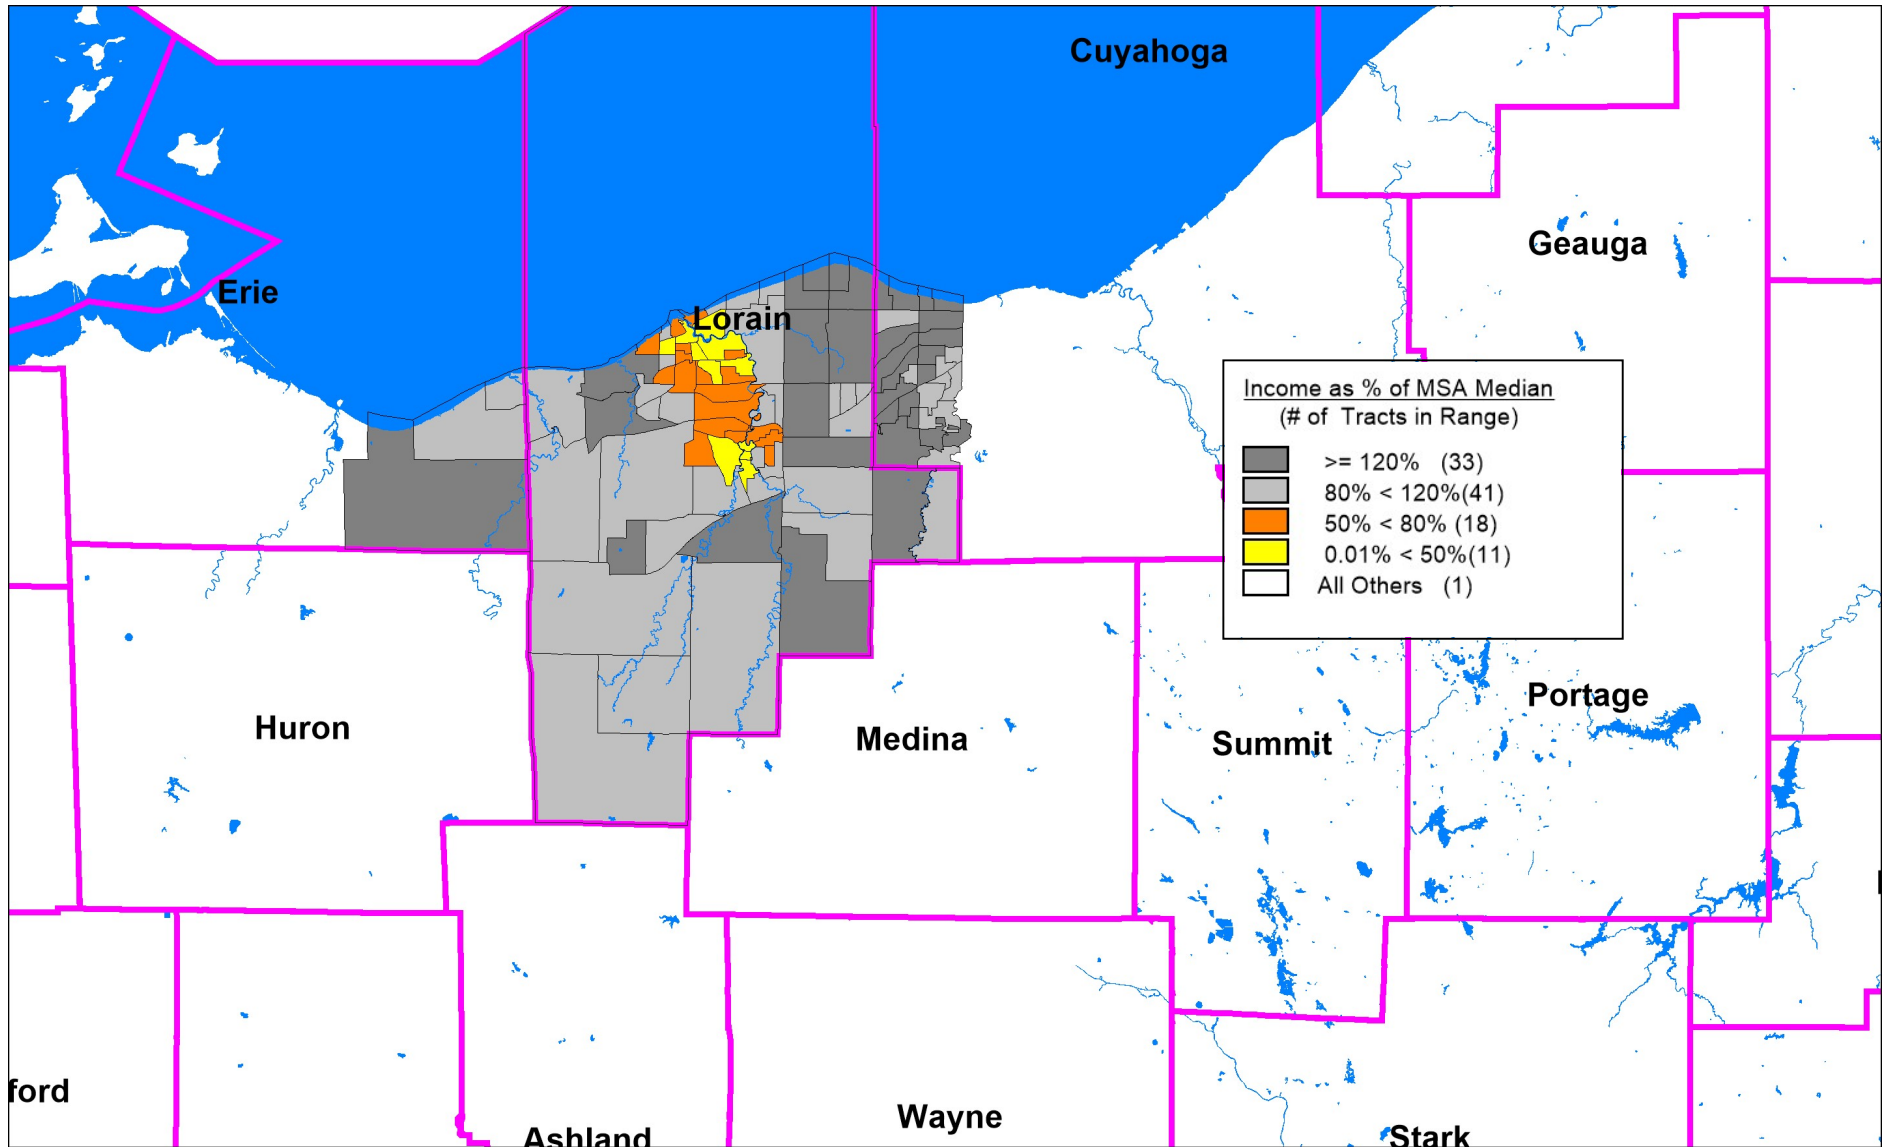 Cuyahoga
Geauga
Erie
Lorain
Income as % of MSA Median
(# of Tracts in Range)
>= 120% (33)
80% < 120%(41)
50% < 80% (18)
0.01% < 50%(11)
All Others (1)
Portage
Huron
Medina
Summit
ford
Wayne
Ashland
Stark